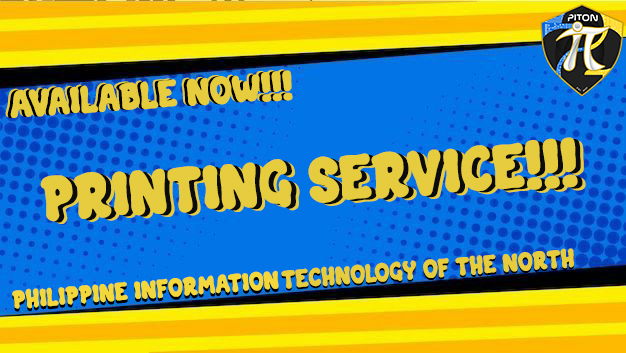 PITON
AVAILABLE NOW!!!
PRINTING SERVICE!!!
PHILIPPINE INFORMATION TECHNOLOGY OF THE NORTH